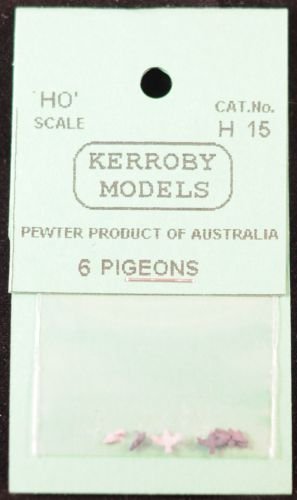 'HO'
SCALE
CAT.No.
H 15
KERROBY
MODELS
PEWTER PRODUCT OF AUSTRALIA
6 PIGEONS